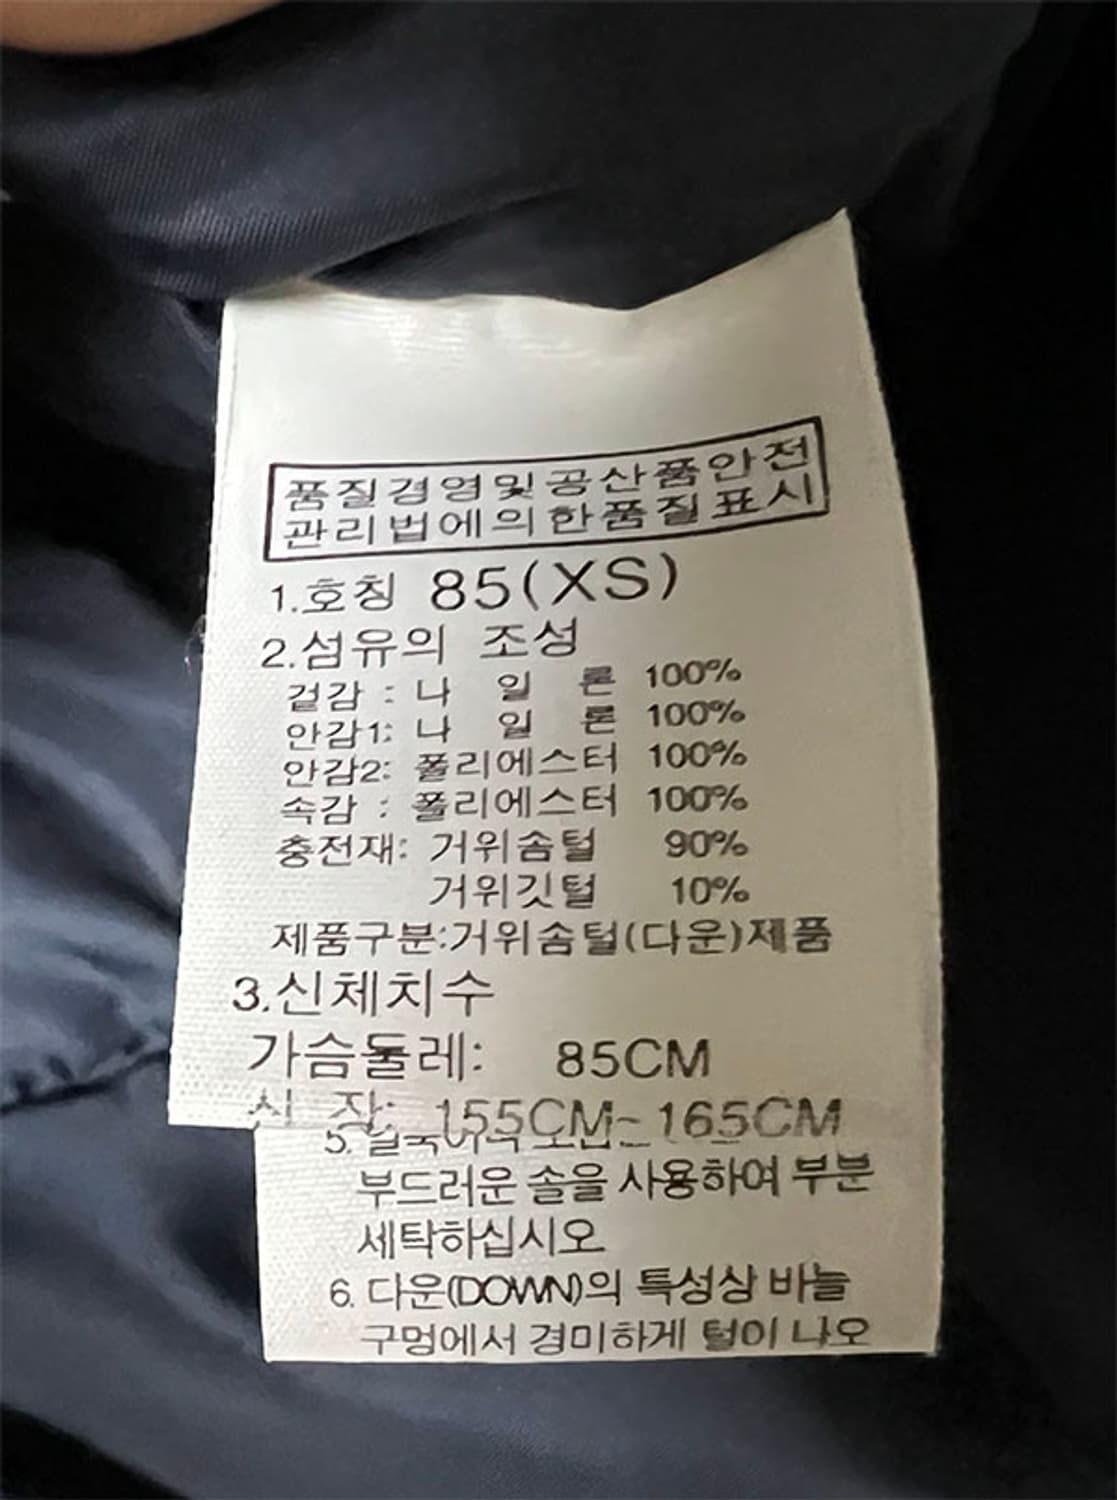 품질경영및공산품안전
관리법에의한품질표시
1.호칭 85(XS)
2.섬유의 조성
겉감 : 나 일 론 100%
안감1: 나 일 론 100%
안감2: 폴리에스터 100%
속감 : 폴리에스터 100%
충전재: 거위솜털 90%
거위깃털 10%
제품구분:거위솜털(다운)제품
3.신체치수
가슴둘레: 85CM
신 장: 155CM~165CM
5.
부드러운 솔을 사용하여 부분
세탁하십시오
6. 다운(DOWN)의 특성상 바늘
구멍에서 경미하게 털이 나오